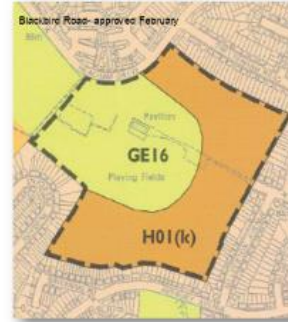 Blackbird Road- approved February
Pavilion
GE16
Playing Fields
H01(k)